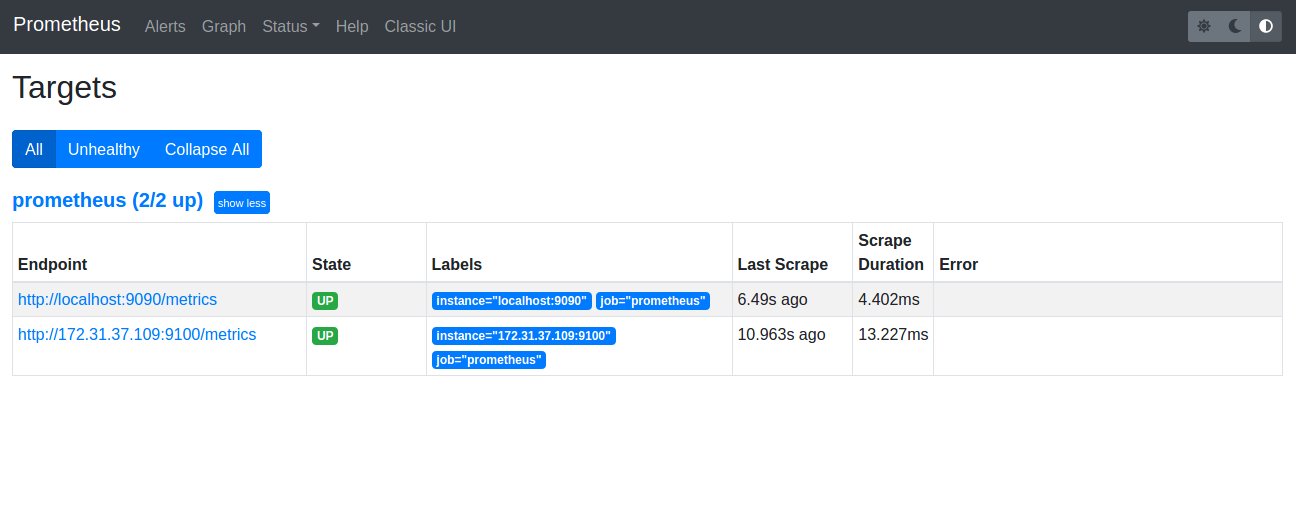 Prometheus Alerts Graph Status Help Classic UI
Targets
All Unhealthy Collapse All
prometheus (2/2 up) show less
Endpoint State Labels Last Scrape Scrape Duration Error
http://localhost:9090/metrics UP instance="localhost:9090" job="prometheus" 6.49s ago 4.402ms
http://172.31.37.109:9100/metrics UP instance="172.31.37.109:9100" 10.963s ago 13.227ms
job="prometheus"